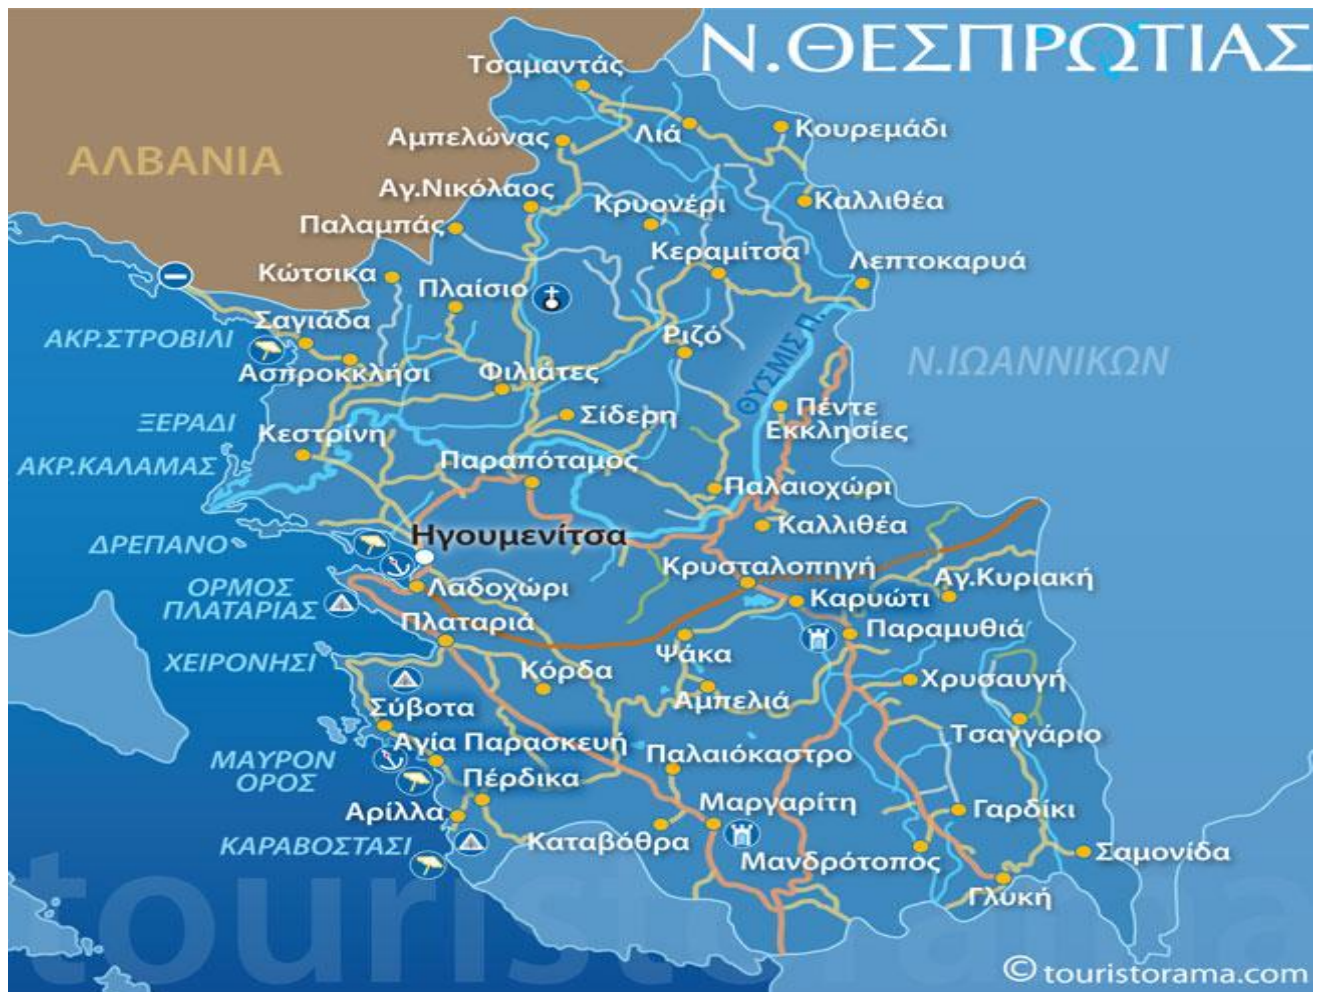 Ν.ΘΕΣΠΡΩΤΙΑΣ
Τσαμαντάς
Λιά
Κουρεμάδι
Αμπελώνας
ΑΛΒΑΝΙΑ
Αγ.Νικόλαος
Κρυονέρι
Καλλιθέα
Παλαμπάς
Κεραμίτσα
Λεπτοκαρυά
Κώτσικα
Πλαίσιο
Σαγιάδα
ΑΚΡ.ΣΤΡΟΒΙΛΙ
Ριζό
ΘΥΣΜΙΣ Π.
Ν.ΙΩΑΝΝΙΚΩΝ
Ασπροκκλήσι
Φιλιάτες
Σίδερη
Πέντε
Εκκλησίες
ΞΕΡΑΔΙ
Κεστρίνη
ΑΚΡ.ΚΑΛΑΜΑΣ
Παραπόταμος
Παλαιοχώρι
Καλλιθέα
Ηγουμενίτσα
ΔΡΕΠΑΝΟ
Κρυσταλοπηγή
Αγ.Κυριακή
ΟΡΜΟΣ
ΠΛΑΤΑΡΙΑΣ
Λαδοχώρι
Καρυώτι
Πλαταριά
Παραμυθιά
ΧΕΙΡΟΝΗΣΙ
Ψάκα
Κόρδα
Χρυσαυγή
Αμπελιά
Σύβοτα
Τσαγγάριο
Αγία Παρασκευή
Παλαιόκαστρο
ΜΑΥΡΟΝ
ΟΡΟΣ
Πέρδικα
Μαργαρίτη
Αρίλλα
Γαρδίκι
ΚΑΡΑΒΟΣΤΑΣΙ
Καταβόθρα
Μανδρότοπος
Σαμονίδα
Γλυκή
touristorama
© touristorama.com